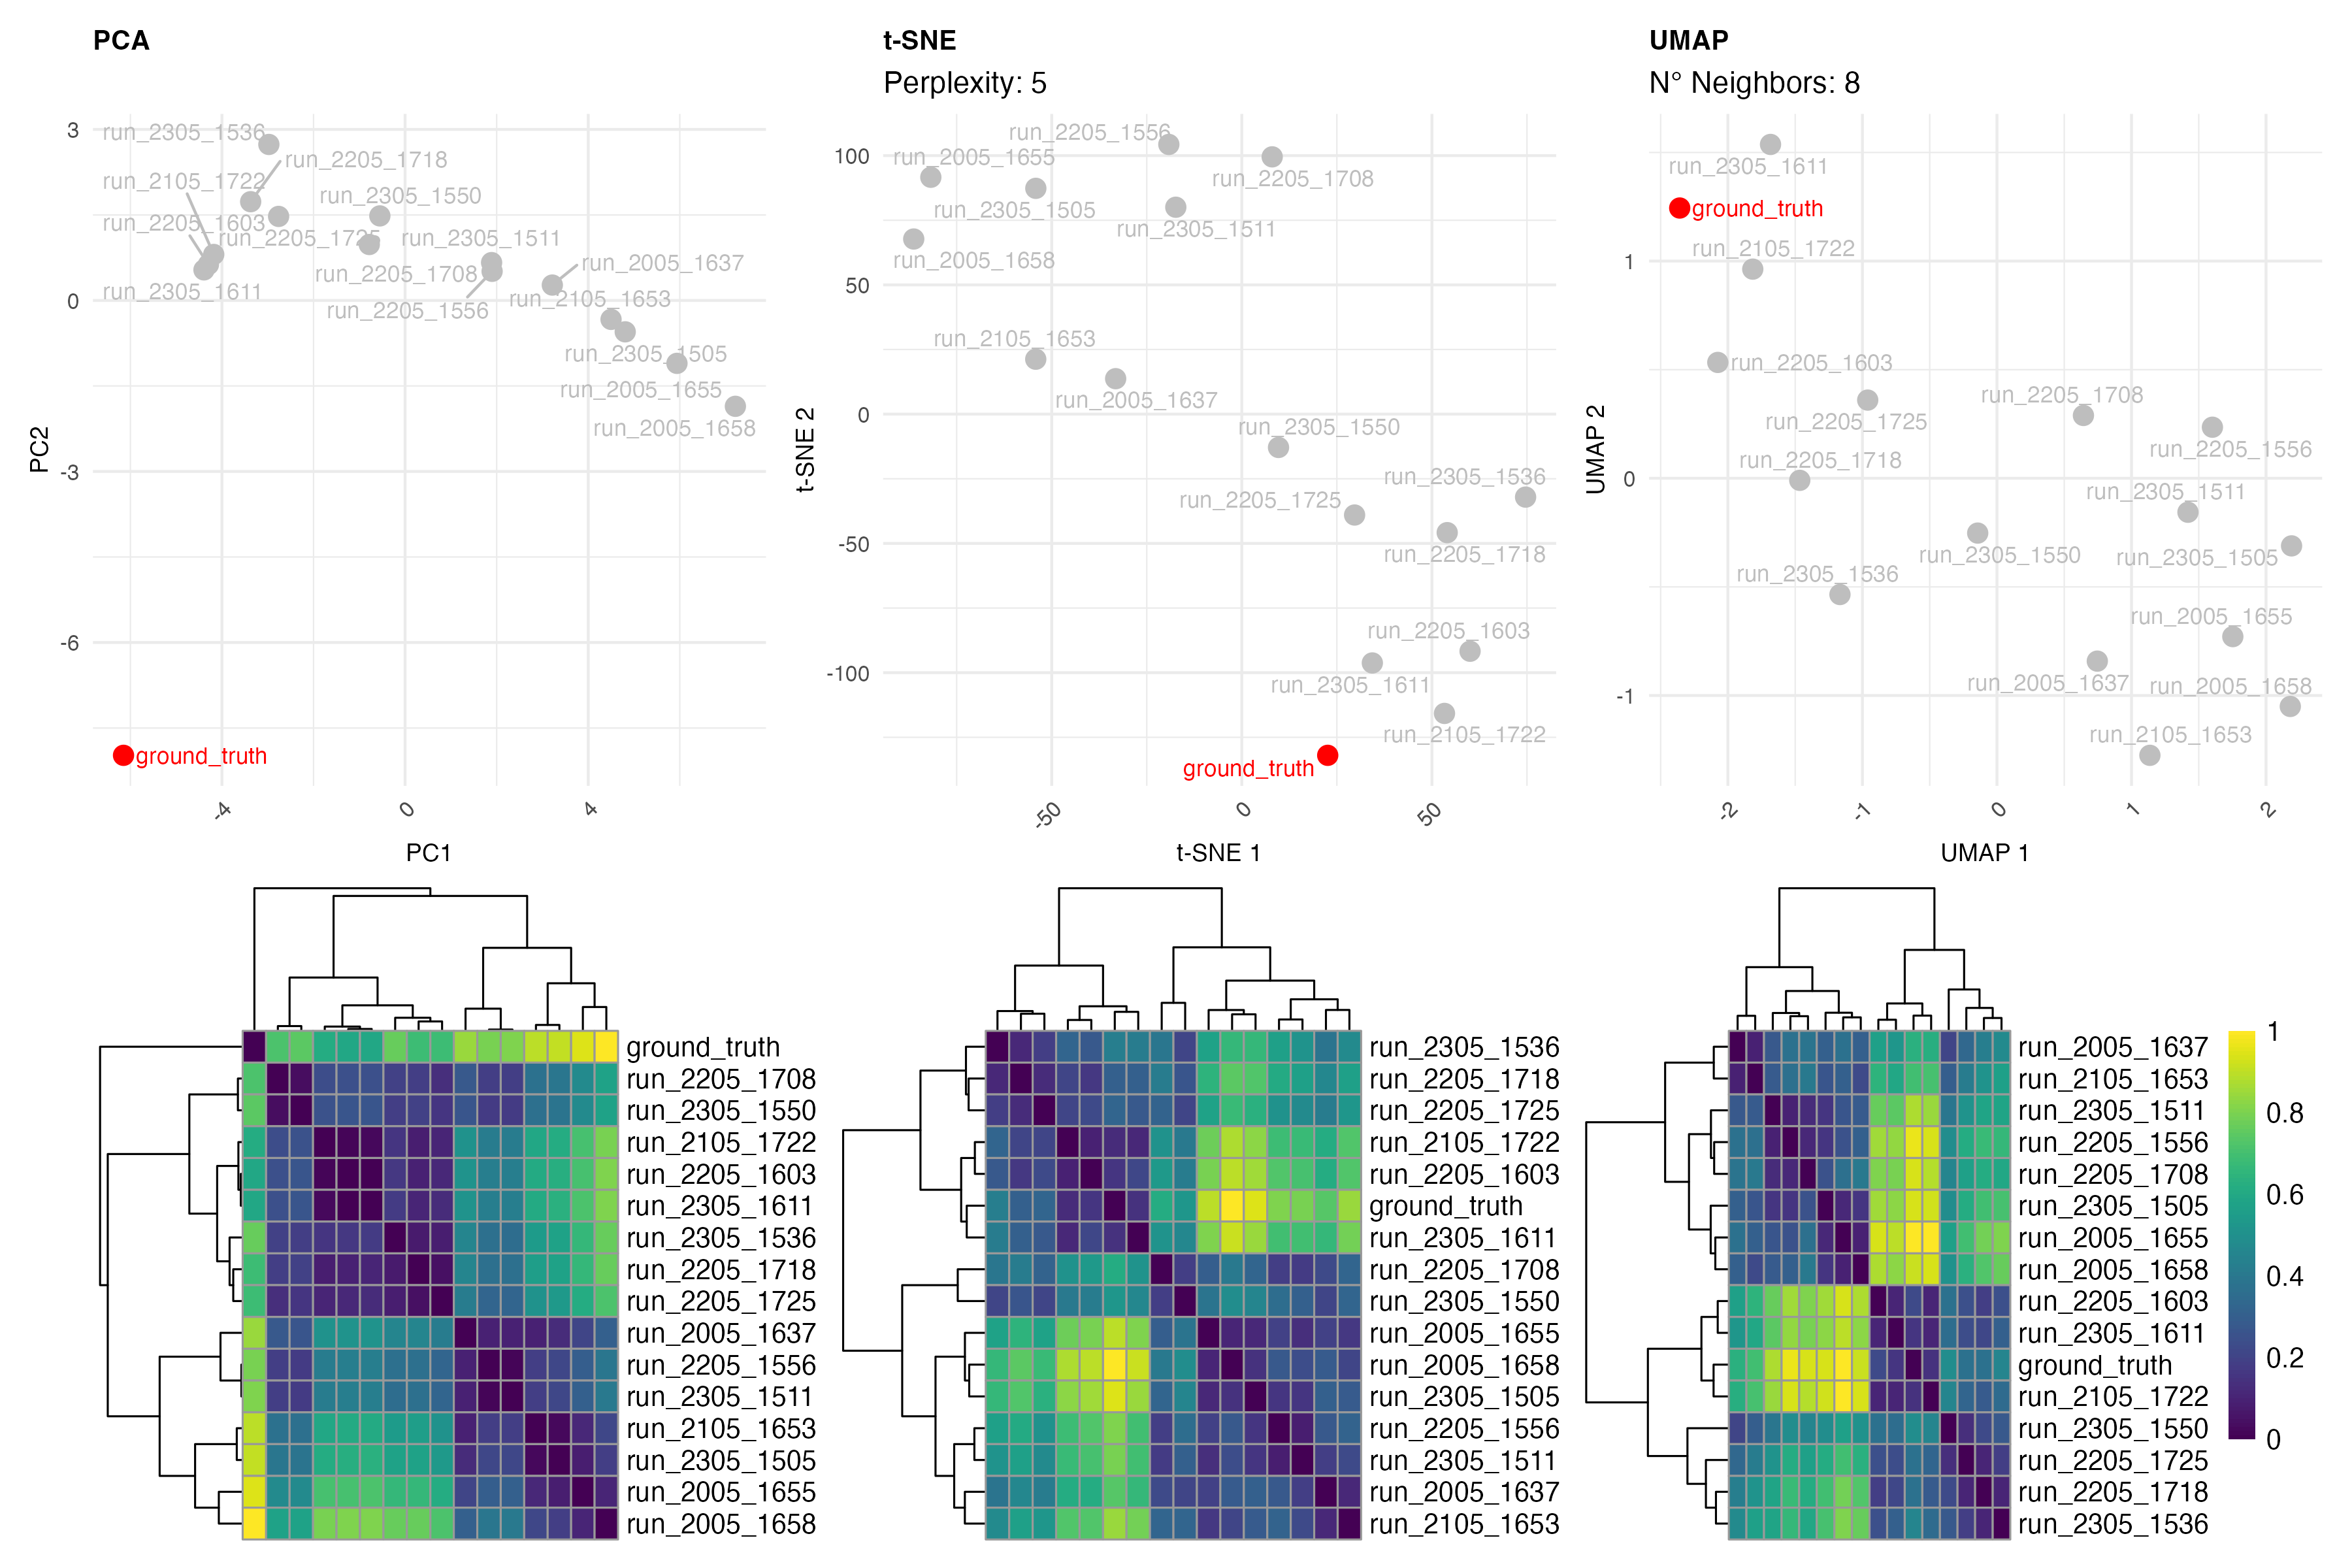 PCA
3
0
-3
-6
PC2
run_2305_1536
run_2205_1718
run_2105_1722
run_2305_1550
run_2205_1603
run_2205_1725
run_2305_1511
run_2205_1708
run_2005_1637
run_2305_1611
run_2105_1653
run_2205_1556
run_2305_1505
run_2005_1655
run_2005_1658
ground_truth
-4
0
4
PC1
t-SNE
Perplexity: 5
100
50
0
-50
-100
t-SNE 2
run_2205_1556
run_2005_1655
run_2205_1708
run_2305_1505
run_2305_1511
run_2005_1658
run_2105_1653
run_2005_1637
run_2305_1550
run_2305_1536
run_2205_1725
run_2205_1718
run_2205_1603
run_2305_1611
run_2105_1722
ground_truth
-50
0
50
t-SNE 1
UMAP
N° Neighbors: 8
1
0
-1
UMAP 2
run_2305_1611
ground_truth
run_2105_1722
run_2205_1603
run_2205_1708
run_2205_1725
run_2205_1556
run_2205_1718
run_2305_1511
run_2305_1550
run_2305_1505
run_2305_1536
run_2005_1655
run_2005_1637
run_2005_1658
run_2105_1653
-2
-1
0
1
2
UMAP 1
ground_truth
run_2205_1708
run_2305_1550
run_2105_1722
run_2205_1603
run_2305_1611
run_2305_1536
run_2205_1718
run_2205_1725
run_2005_1637
run_2205_1556
run_2305_1511
run_2105_1653
run_2305_1505
run_2005_1655
run_2005_1658
run_2305_1536
run_2205_1718
run_2205_1725
run_2105_1722
run_2205_1603
ground_truth
run_2305_1611
run_2205_1708
run_2305_1550
run_2005_1655
run_2005_1658
run_2305_1505
run_2205_1556
run_2305_1511
run_2005_1637
run_2105_1653
run_2005_1637
run_2105_1653
run_2305_1511
run_2205_1556
run_2205_1708
run_2305_1505
run_2005_1655
run_2005_1658
run_2205_1603
run_2305_1611
ground_truth
run_2105_1722
run_2305_1550
run_2205_1725
run_2205_1718
run_2305_1536
1
0.8
0.6
0.4
0.2
0